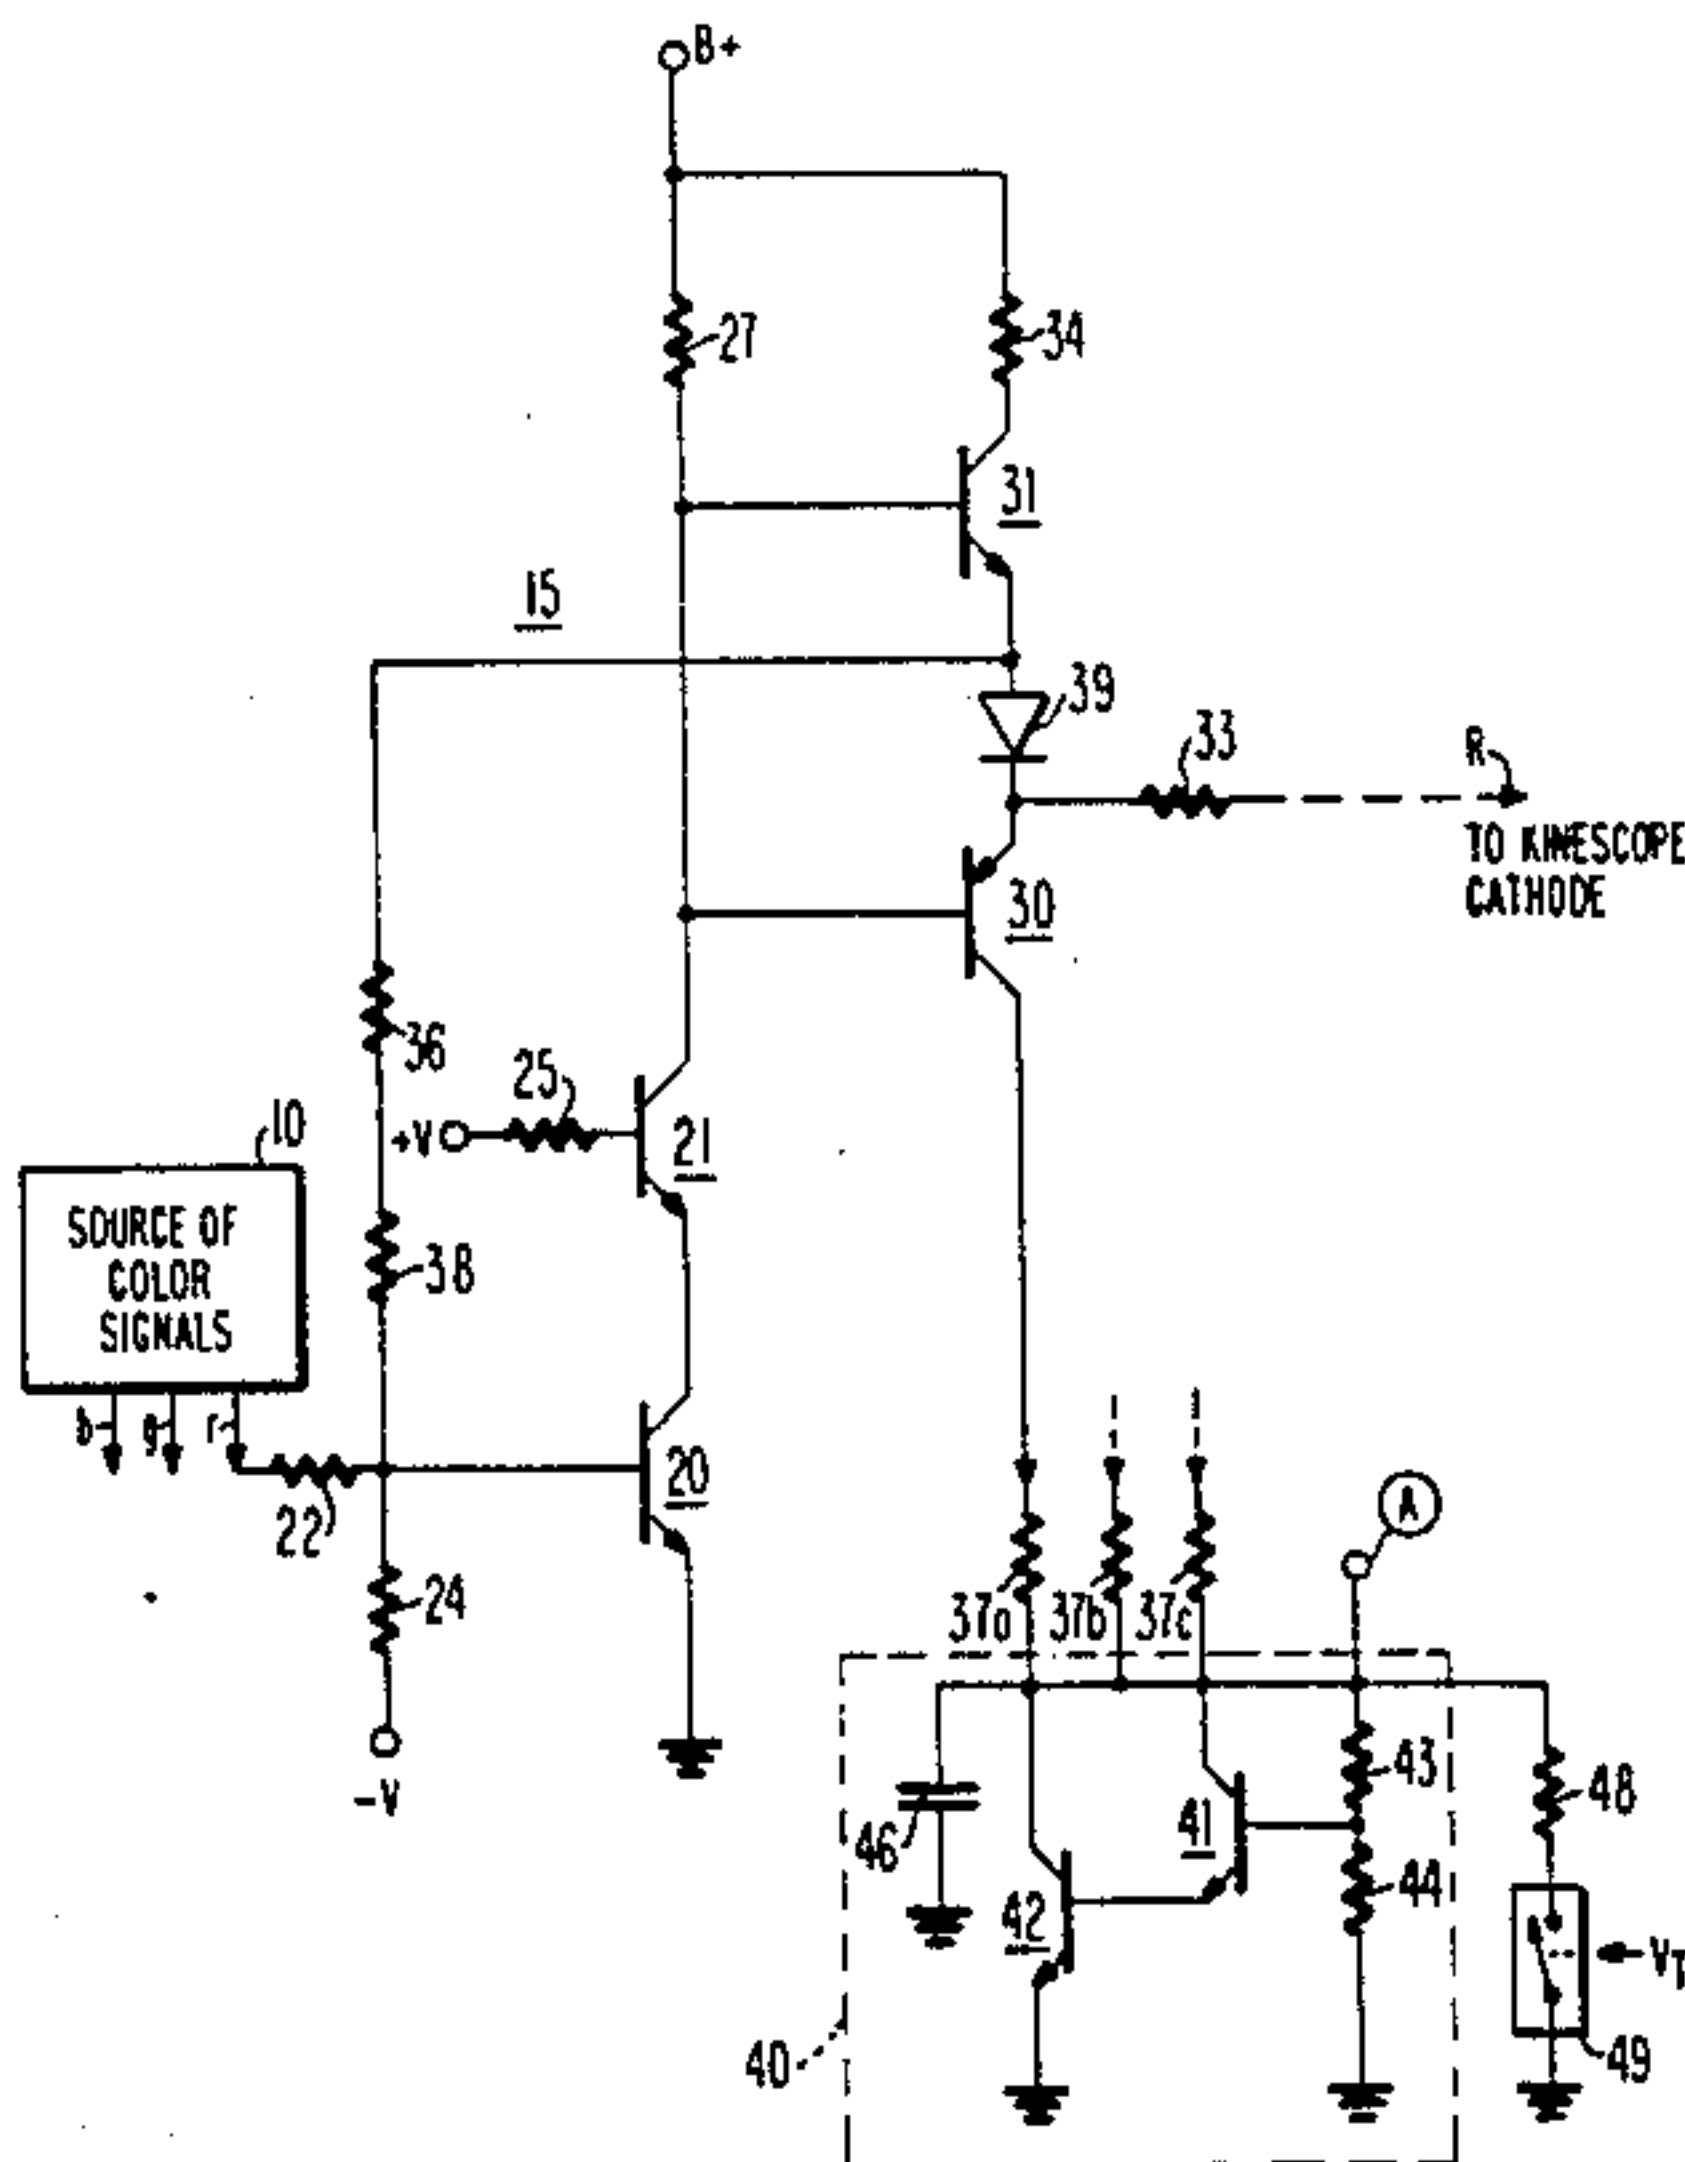 B+
27
34
31
15
39
33
R
TO KINESCOPE
CATHODE
30
36
25
+V
21
10
SOURCE OF
COLOR
SIGNALS
38
b
g
r
20
22
A
24
37a
37b
37c
-V
43
48
41
46
44
42
VT
40
49